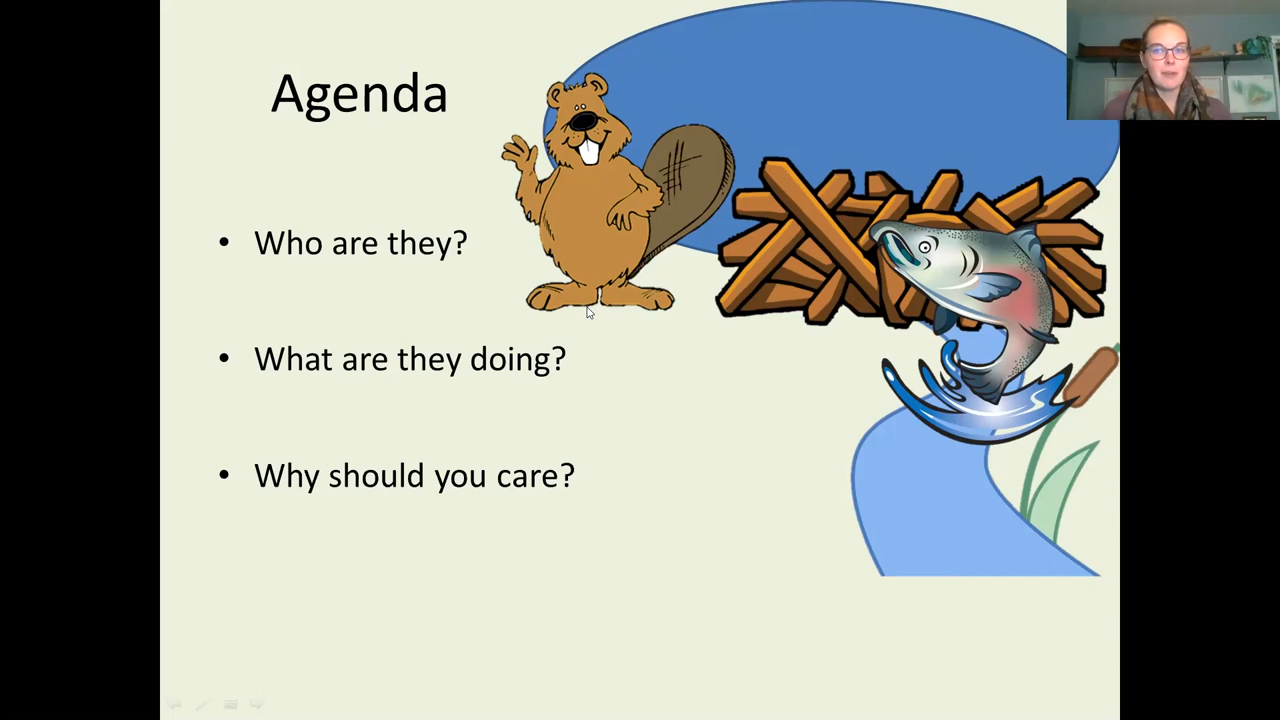 Agenda
• Who are they?
• What are they doing?
• Why should you care?